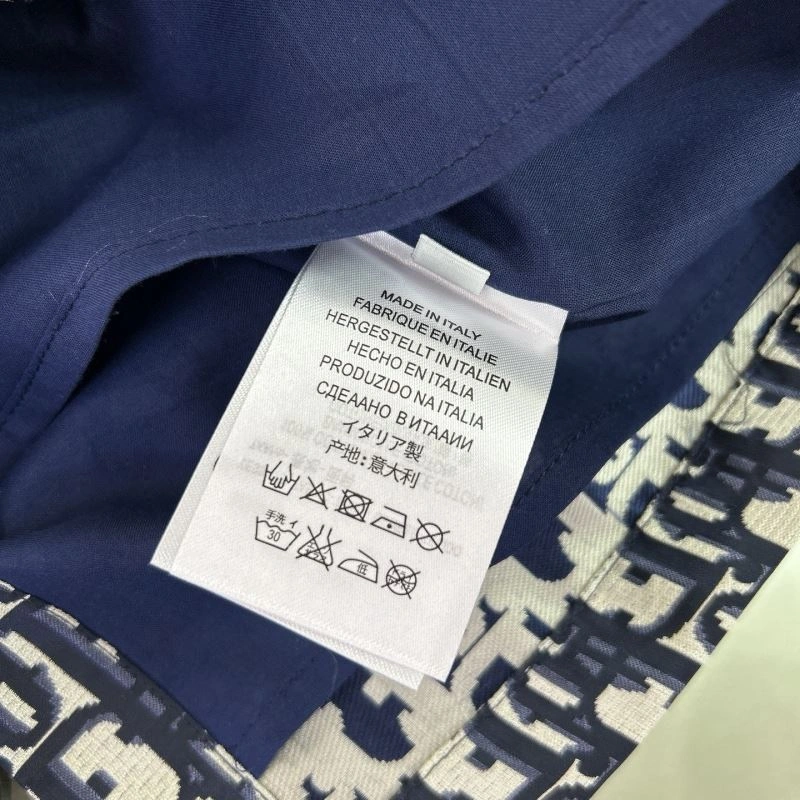 MADE IN ITALY
FABRIQUE EN ITALIE
HERGESTELLT IN ITALIEN
HECHO EN ITALIA
PRODUZIDO NA ITALIA
СДЕААНО В ИТААИИ
イタリア製
产地:意大利
手洗イ
30
低